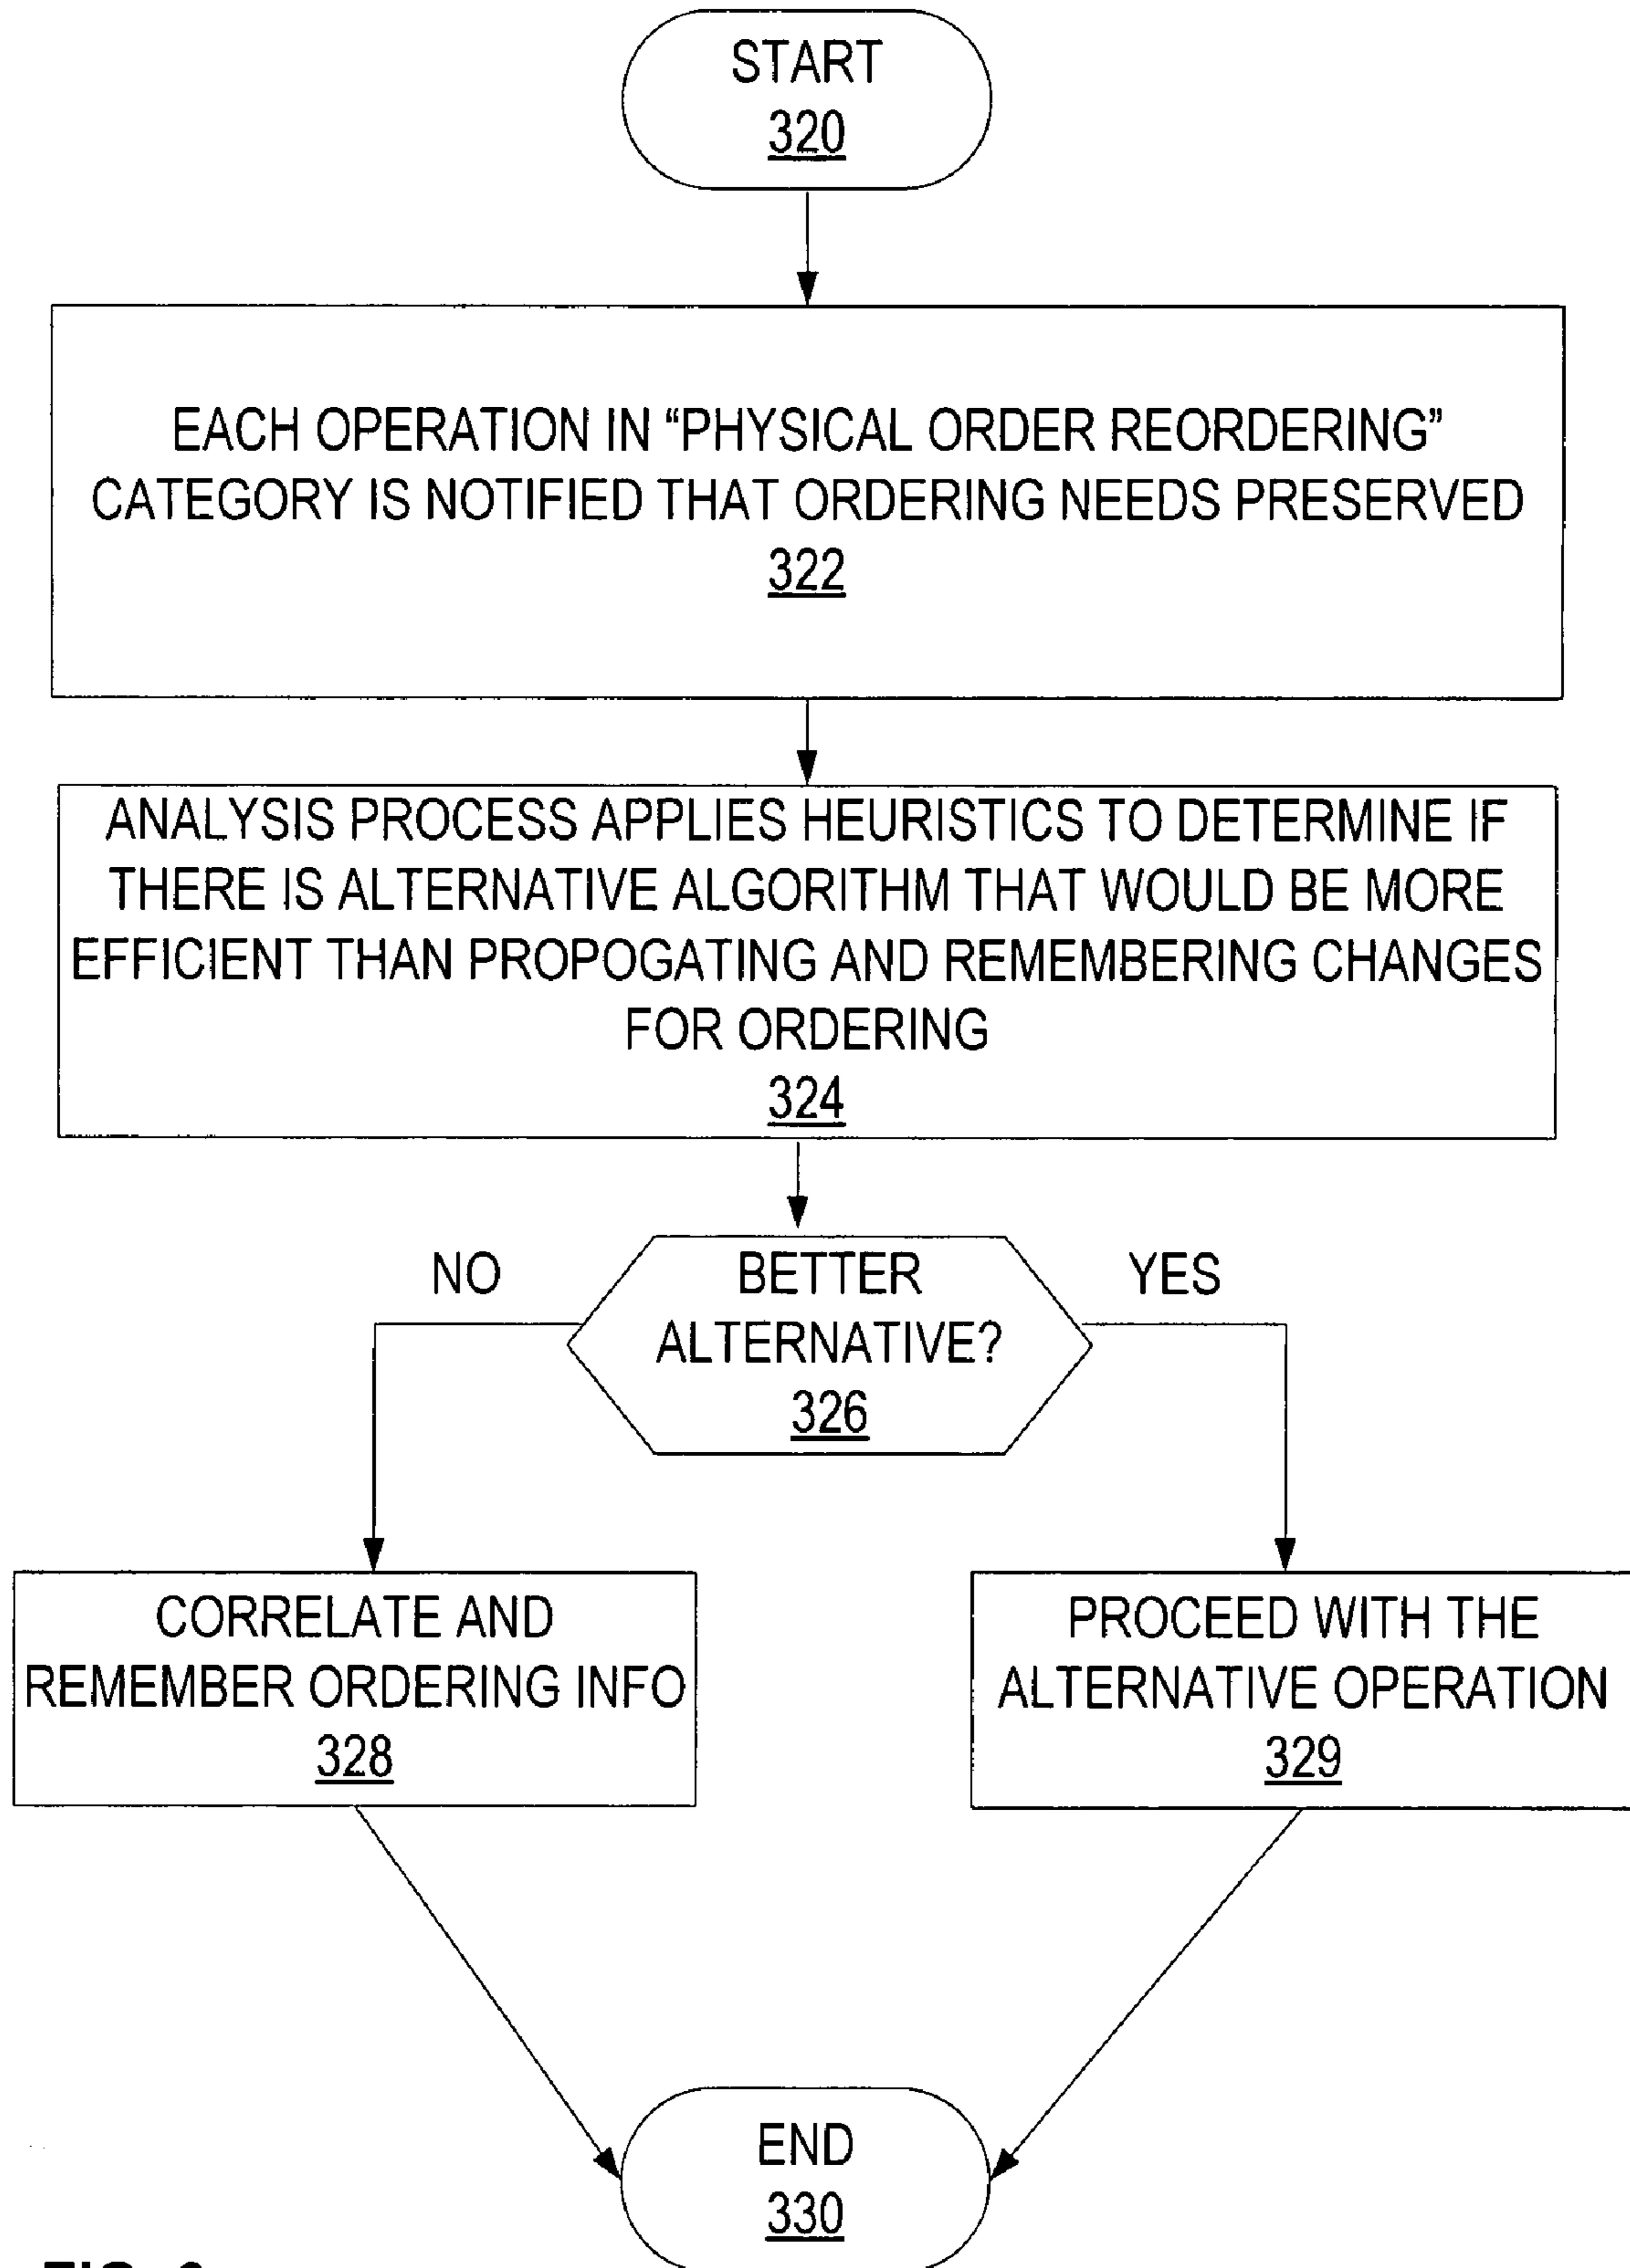 START
320
EACH OPERATION IN “PHYSICAL ORDER REORDERING”
CATEGORY IS NOTIFIED THAT ORDERING NEEDS PRESERVED
322
ANALYSIS PROCESS APPLIES HEURISTICS TO DETERMINE IF
THERE IS ALTERNATIVE ALGORITHM THAT WOULD BE MORE
EFFICIENT THAN PROPOGATING AND REMEMBERING CHANGES
FOR ORDERING
324
NO
BETTER
ALTERNATIVE?
326
YES
CORRELATE AND
REMEMBER ORDERING INFO
328
PROCEED WITH THE
ALTERNATIVE OPERATION
329
END
330